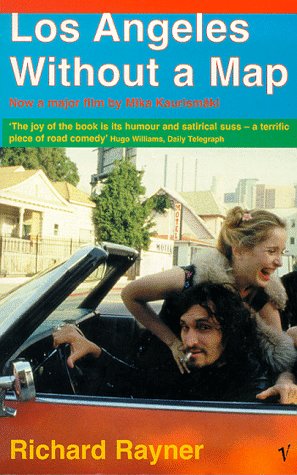 Los Angeles
Without a Map
Now a major film by Mika Kaurismäki
'The joy of the book is its humour and satirical suss – a terrific
piece of road comedy' Hugo Williams, Daily Telegraph
MOTEL
Richard Rayner
V